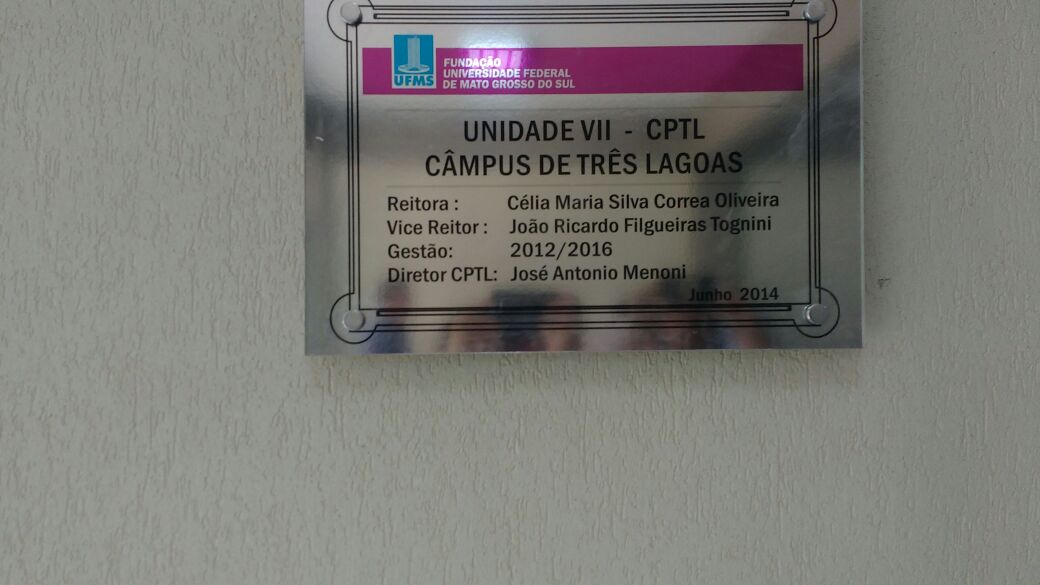 UFMS
FUNDAÇÃO
UNIVERSIDADE FEDERAL
DE MATO GROSSO DO SUL
UNIDADE VII - CPTL
CÂMPUS DE TRÊS LAGOAS
Reitora : Célia Maria Silva Correa Oliveira
Vice Reitor : João Ricardo Filgueiras Tognini
Gestão: 2012/2016
Diretor CPTL: José Antonio Menoni
Junho 2014